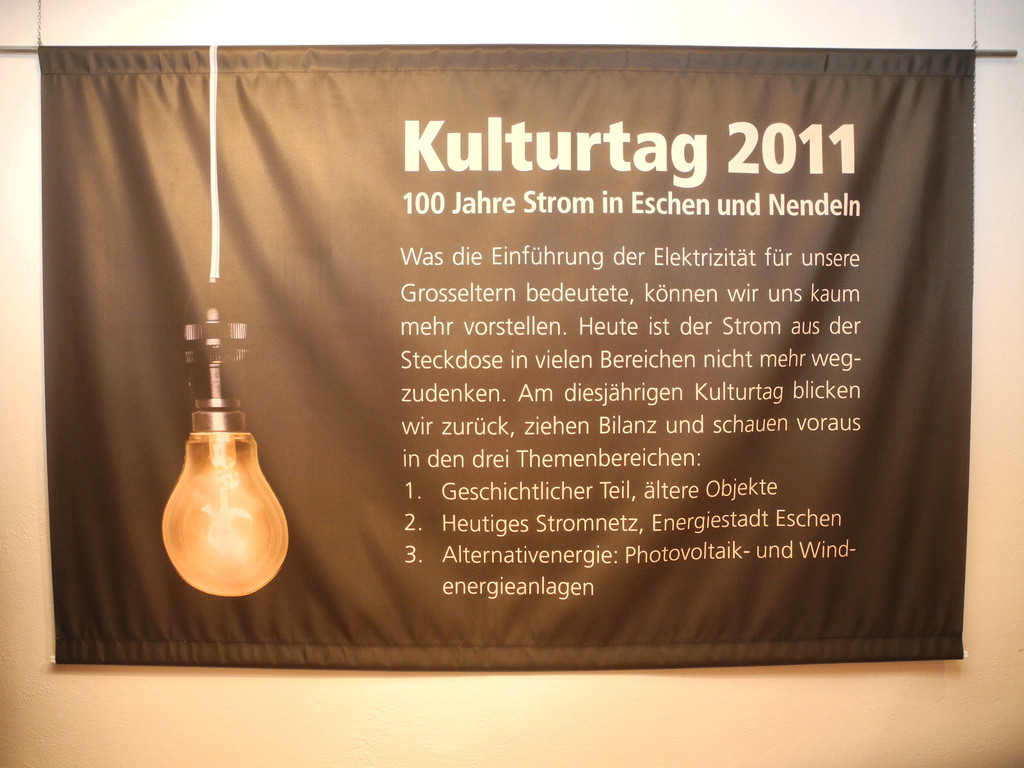 Kulturtag 2011
100 Jahre Strom in Eschen und Nendeln
Was die Einführung der Elektrizität für unsere
Grosseltern bedeutete, können wir uns kaum
mehr vorstellen. Heute ist der Strom aus der
Steckdose in vielen Bereichen nicht mehr weg-
zudenken. Am diesjährigen Kulturtag blicken
wir zurück, ziehen Bilanz und schauen voraus
in den drei Themenbereichen:
1. Geschichtlicher Teil, ältere Objekte
2. Heutiges Stromnetz, Energiestadt Eschen
3. Alternativenergie: Photovoltaik- und Wind-
energieanlagen